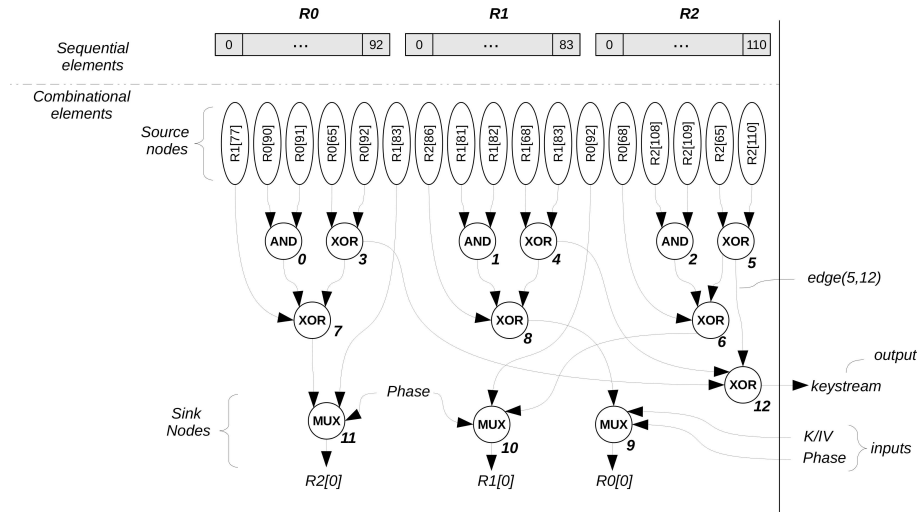 R0 R1 R2
0 ... 92 0 ... 83 0 ... 110
Sequential
elements
Combinational
elements
Source
nodes
R1[77] R0[90] R0[91] R0[65] R0[92] R1[83] R2[86] R1[81] R1[82] R1[68] R1[83] R0[92] R0[68] R2[108] R2[109] R2[65] R2[110]
AND XOR AND XOR AND XOR
0 3 1 4 2 5
edge(5,12)
XOR XOR XOR
7 8 6
output
XOR keystream
12
Phase
Sink
Nodes
MUX MUX MUX
11 10 9
K/IV
Phase
inputs
R2[0] R1[0] R0[0]